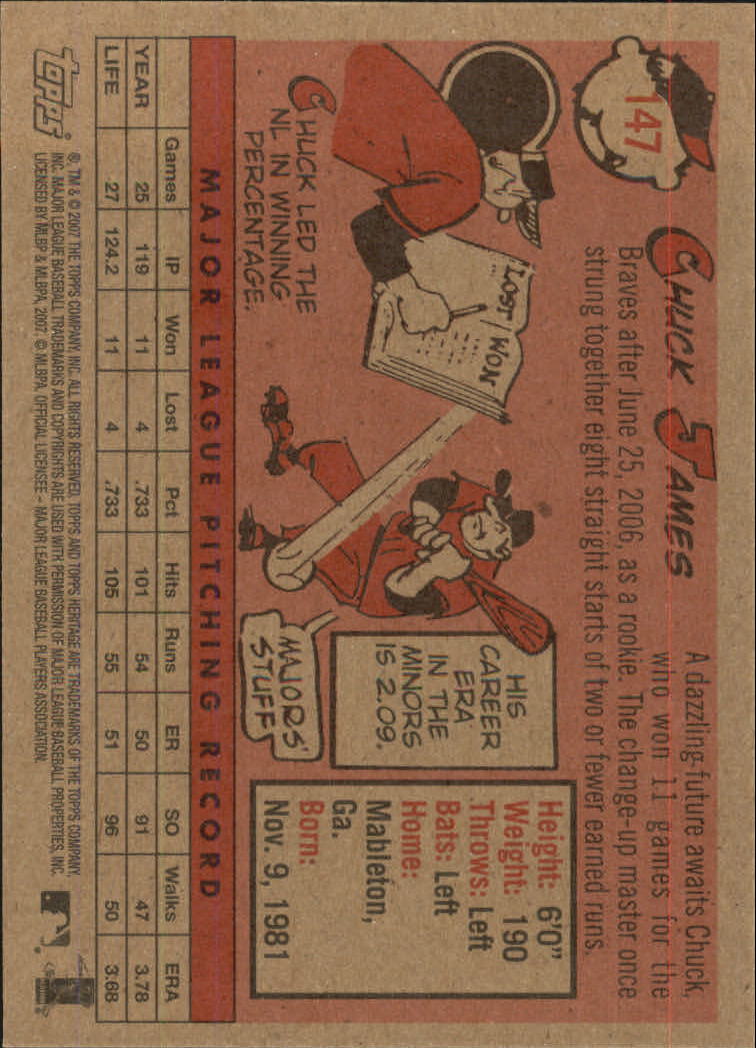 147
CHUCK JAMES
A dazzling future awaits Chuck,
who won 11 games for the
Braves after June 25, 2006, as a rookie. The change-up master once
strung together eight straight starts of two or fewer earned runs.
LOST WON
CHUCK LED THE
NL IN WINNING
PERCENTAGE.
HIS
CAREER
ERA
IN THE
MINORS
IS 2.09.
MAJORS'
STUFF
Height: 6'0"
Weight: 190
Throws: Left
Bats: Left
Home:
Mableton,
Ga.
Born:
Nov. 9, 1981
MAJOR LEAGUE PITCHING RECORD
Games IP Won Lost Pct Hits Runs ER SO Walks ERA
YEAR 25 119 11 4 .733 101 54 50 91 47 3.78
LIFE 27 124.2 11 4 .733 105 55 51 96 50 3.68
TOPPS®
®, TM & © 2007 THE TOPPS COMPANY, INC. ALL RIGHTS RESERVED. TOPPS AND TOPPS HERITAGE ARE TRADEMARKS OF THE TOPPS COMPANY,
INC. MAJOR LEAGUE BASEBALL TRADEMARKS AND COPYRIGHTS ARE USED WITH PERMISSION OF MAJOR LEAGUE BASEBALL PROPERTIES, INC.
LICENSED BY MLBP & MLBPA, 2007. © MLBPA. OFFICIAL LICENSEE - MAJOR LEAGUE BASEBALL PLAYERS ASSOCIATION.